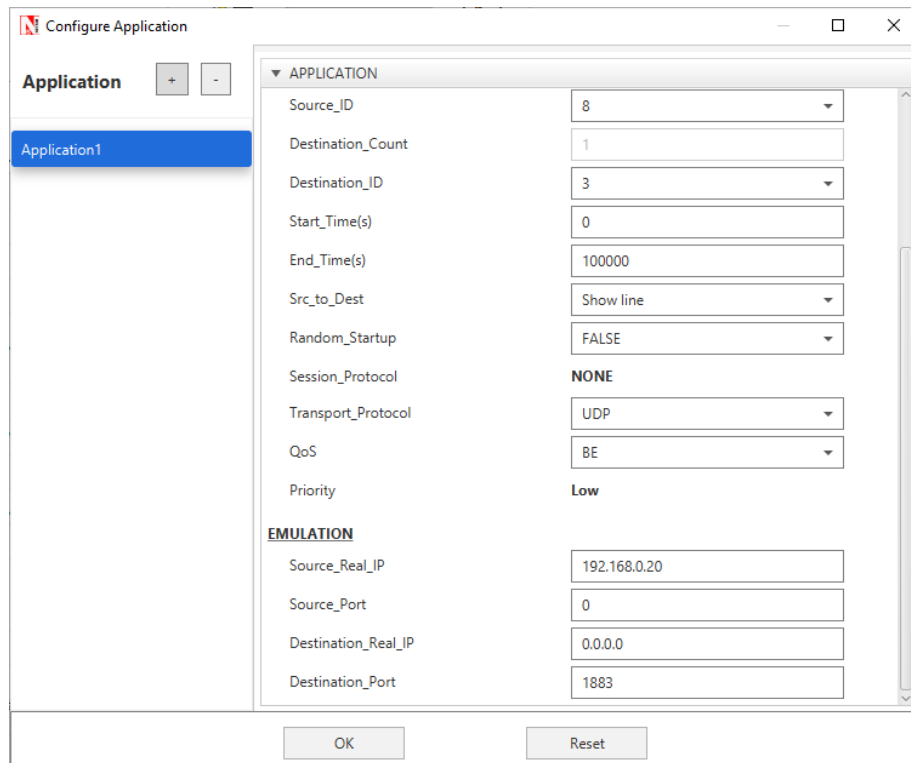 Configure Application
Application + -
Application1
APPLICATION
Source_ID 8
Destination_Count 1
Destination_ID 3
Start_Time(s) 0
End_Time(s) 100000
Src_to_Dest Show line
Random_Startup FALSE
Session_Protocol NONE
Transport_Protocol UDP
QoS BE
Priority Low
EMULATION
Source_Real_IP 192.168.0.20
Source_Port 0
Destination_Real_IP 0.0.0.0
Destination_Port 1883
OK Reset